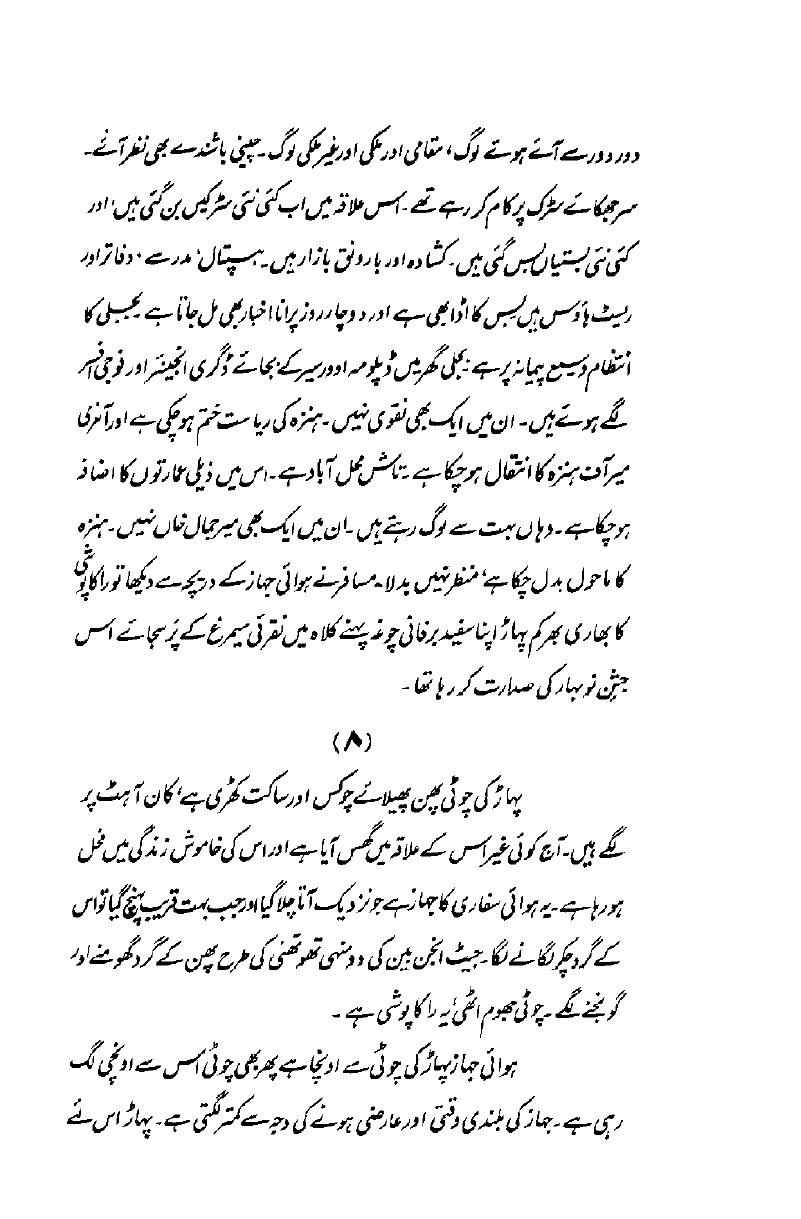 دور دور سے آئے ہوئے لوگ، مقامی اور ملکی اور غیر ملکی لوگ۔ چینی باشندے بھی نظر آئے۔
سر جھکائے سڑک پر کام کر رہے تھے۔ اس علاقہ میں اب کئی نئی سڑکیں بن گئی ہیں، اور
کئی نئی بستیاں بس گئی ہیں۔ کشادہ اور بارونق بازار ہیں۔ ہسپتال، مدرسے، دفاتر اور
ریسٹ ہاؤس ہیں بس کا اڈا بھی ہے اور دو چار روز پرانا اخبار بھی مل جاتا ہے بجلی کا
انتظام وسیع پیمانہ پر ہے بجلی گھر میں ڈپلومہ اوورسیر کے بجائے ڈگری انجینئر اور فوجی افسر
لگے ہوئے ہیں۔ ان میں ایک بھی نقوی نہیں۔ ہنزہ کی ریاست ختم ہو چکی ہے اور آخری
میر آف ہنزہ کا انتقال ہو چکا ہے۔ تاش محل آباد ہے۔ اس میں ذیلی عمارتوں کا اضافہ
ہو چکا ہے۔ وہاں بہت سے لوگ رہتے ہیں۔ ان میں ایک بھی میر جمال خاں نہیں۔ ہنزہ
کا ماحول بدل چکا ہے، منظر نہیں بدلا۔ مسافر نے ہوائی جہاز کے دریچہ سے دیکھا تو راکاپوشی
کا بھاری بھرکم پہاڑ اپنا سفید برفانی چوغہ پہنے کلاہ میں نقرئی سیمرغ کے پر سجائے اس
جشنِ نوبہار کی صدارت کر رہا تھا۔
(۸)
پہاڑ کی چوٹی پھن پھیلائے چوکس اور ساکت کھڑی ہے، کان آہٹ پر
لگے ہیں۔ آج کوئی غیر اس کے علاقہ میں گھس آیا ہے اور اس کی خاموش زندگی میں مخل
ہو رہا ہے۔ یہ ہوائی سفاری کا جہاز ہے جو نزدیک آتا چلا گیا اور جب بہت قریب پہنچ گیا تو اس
کے گرد چکر لگانے لگا۔ جیٹ انجن بین کی دو منہی تھوتھنی کی طرح پھن کے گرد گھومنے اور
گونجنے لگے۔ چوٹی جھوم اٹھی، یہ راکاپوشی ہے۔
ہوائی جہاز پہاڑ کی چوٹی سے اونچا ہے پھر بھی چوٹی اس سے اونچی لگ
رہی ہے۔ جہاز کی بلندی وقتی اور عارضی ہونے کی وجہ سے کمتر لگتی ہے۔ پہاڑ اس لئے